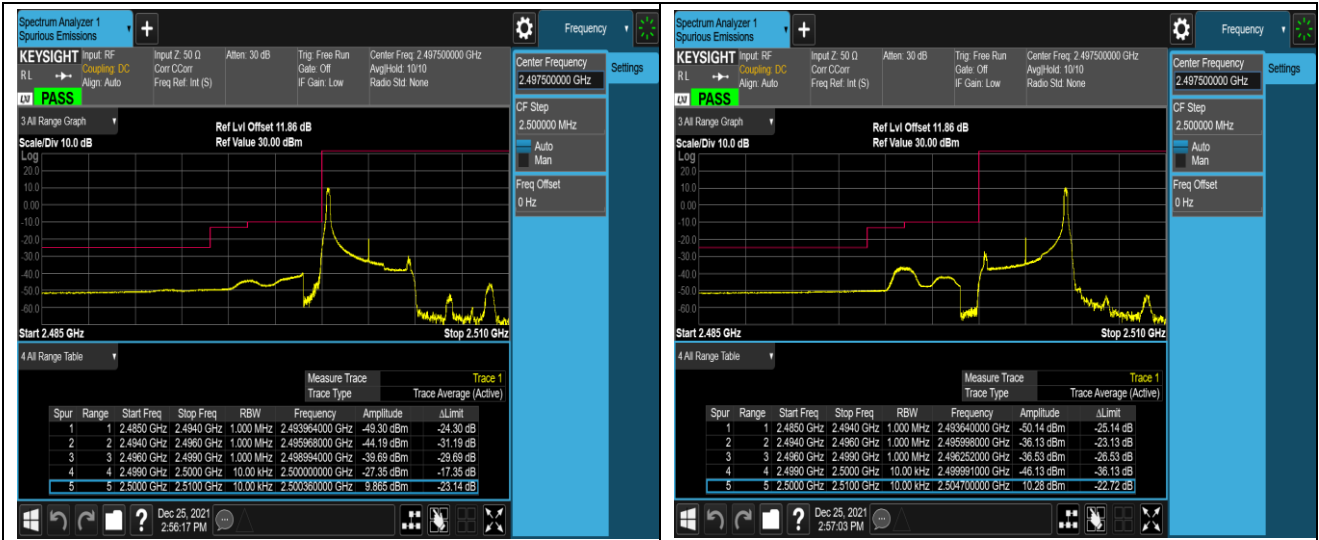 Spectrum Analyzer 1
Spurious Emissions
+
Frequency
KEYSIGHT
Input: RF
Coupling: DC
Align: Auto
Input Z: 50 Ω
Corr CCorr
Freq Ref: Int (S)
Atten: 30 dB
Trig: Free Run
Gate: Off
IF Gain: Low
Center Freq: 2.497500000 GHz
Avg|Hold: 10/10
Radio Std: None
RL
LXI
PASS
Center Frequency
2.497500000 GHz
Settings
CF Step
2.500000 MHz
Auto
Man
Freq Offset
0 Hz
3 All Range Graph
Ref Lvl Offset 11.86 dB
Scale/Div 10.0 dB
Ref Value 30.00 dBm
Log
20.0
10.0
0.00
-10.0
-20.0
-30.0
-40.0
-50.0
-60.0
Start 2.485 GHz
Stop 2.510 GHz
4 All Range Table
Measure Trace
Trace 1
Trace Type
Trace Average (Active)
Spur Range Start Freq Stop Freq RBW Frequency Amplitude ΔLimit
1 1 2.4850 GHz 2.4940 GHz 1.000 MHz 2.493964000 GHz -49.30 dBm -24.30 dB
2 2 2.4940 GHz 2.4960 GHz 1.000 MHz 2.495968000 GHz -44.19 dBm -31.19 dB
3 3 2.4960 GHz 2.4990 GHz 1.000 MHz 2.498994000 GHz -39.69 dBm -29.69 dB
4 4 2.4990 GHz 2.5000 GHz 10.00 kHz 2.500000000 GHz -27.35 dBm -17.35 dB
5 5 2.5000 GHz 2.5100 GHz 10.00 kHz 2.500360000 GHz 9.865 dBm -23.14 dB
?
Dec 25, 2021
2:56:17 PM
Spectrum Analyzer 1
Spurious Emissions
+
Frequency
KEYSIGHT
Input: RF
Coupling: DC
Align: Auto
Input Z: 50 Ω
Corr CCorr
Freq Ref: Int (S)
Atten: 30 dB
Trig: Free Run
Gate: Off
IF Gain: Low
Center Freq: 2.497500000 GHz
Avg|Hold: 10/10
Radio Std: None
RL
LXI
PASS
Center Frequency
2.497500000 GHz
Settings
CF Step
2.500000 MHz
Auto
Man
Freq Offset
0 Hz
3 All Range Graph
Ref Lvl Offset 11.86 dB
Scale/Div 10.0 dB
Ref Value 30.00 dBm
Log
20.0
10.0
0.00
-10.0
-20.0
-30.0
-40.0
-50.0
-60.0
Start 2.485 GHz
Stop 2.510 GHz
4 All Range Table
Measure Trace
Trace 1
Trace Type
Trace Average (Active)
Spur Range Start Freq Stop Freq RBW Frequency Amplitude ΔLimit
1 1 2.4850 GHz 2.4940 GHz 1.000 MHz 2.493640000 GHz -50.14 dBm -25.14 dB
2 2 2.4940 GHz 2.4960 GHz 1.000 MHz 2.495998000 GHz -36.13 dBm -23.13 dB
3 3 2.4960 GHz 2.4990 GHz 1.000 MHz 2.496252000 GHz -36.53 dBm -26.53 dB
4 4 2.4990 GHz 2.5000 GHz 10.00 kHz 2.499991000 GHz -46.13 dBm -36.13 dB
5 5 2.5000 GHz 2.5100 GHz 10.00 kHz 2.504700000 GHz 10.28 dBm -22.72 dB
?
Dec 25, 2021
2:57:03 PM